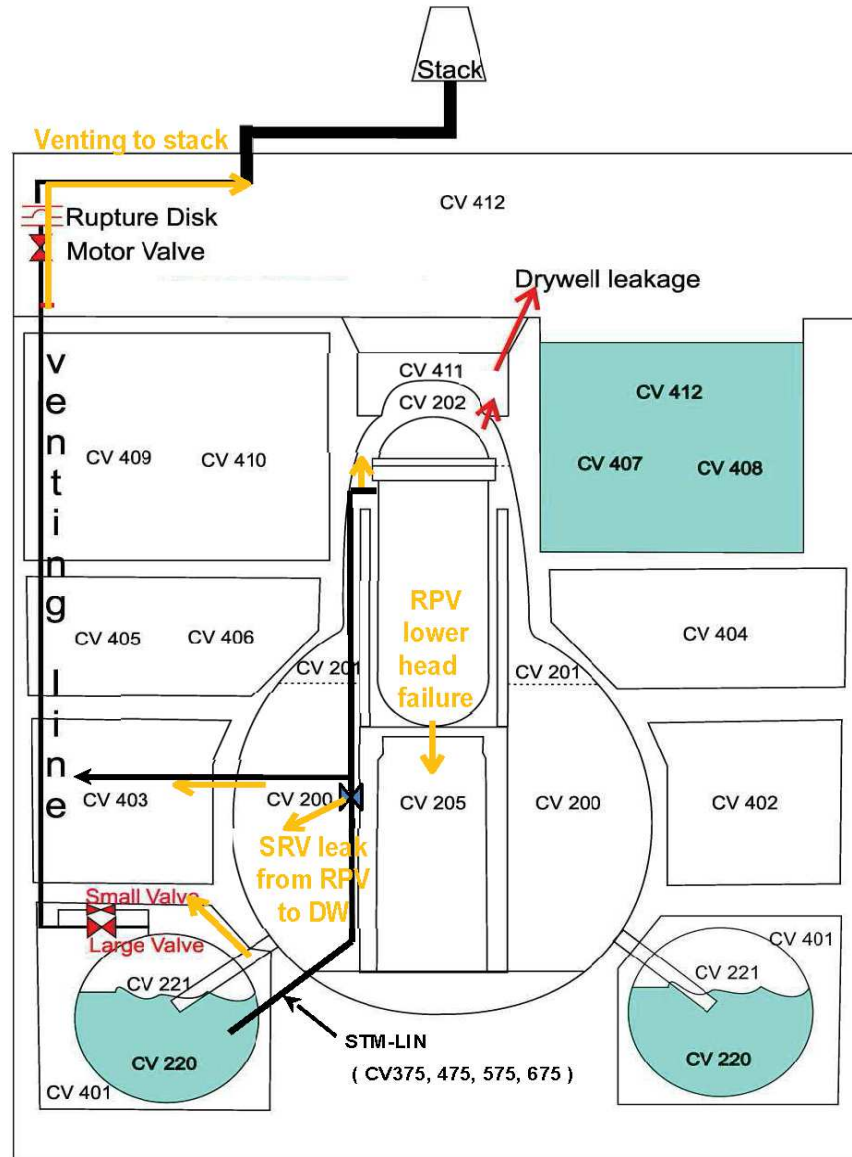 Stack
Venting to stack
CV 412
Rupture Disk
Motor Valve
Drywell leakage
venting line
CV 411
CV 202
CV 412
CV 409
CV 410
CV 407
CV 408
RPV
lower
head
failure
CV 405
CV 406
CV 404
CV 201
CV 201
CV 403
CV 200
CV 205
CV 200
CV 402
SRV leak
from RPV
to DW
Small Valve
Large Valve
CV 401
CV 221
CV 221
CV 220
CV 220
CV 401
STM-LIN
( CV375, 475, 575, 675 )